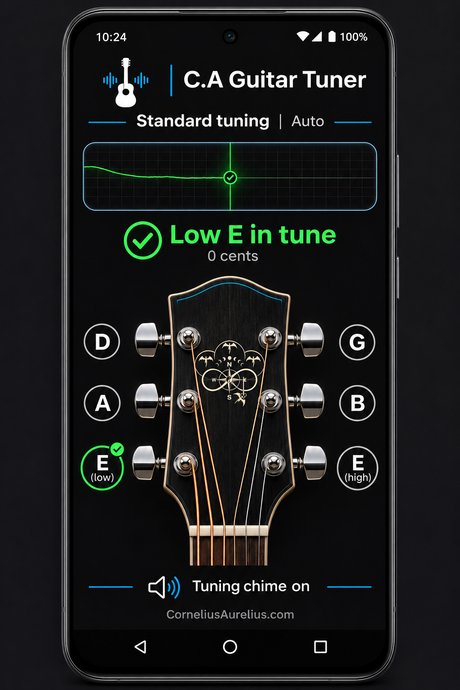 10:24
100%
C.A Guitar Tuner
Standard tuning | Auto
Low E in tune
0 cents
D
G
A
B
E
(low)
E
(high)
N
Tuning chime on
CorneliusAurelius.com